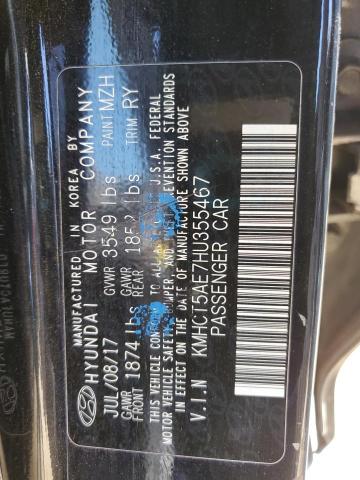 MANUFACTURED IN KOREA BY
HYUNDAI MOTOR COMPANY
JUL/08/17 GVWR 3549 lbs PAINT MZH
GAWR FRONT 1874 lbs GAWR REAR lbs TRIM RY
THIS VEHICLE CONFORMS TO ALL U.S.A FEDERAL
MOTOR VEHICLE SAFETY, BUMPER, AND THEFT PREVENTION STANDARDS
IN EFFECT ON THE DATE OF MANUFACTURE SHOWN ABOVE.
V.I.N KMHCT5AE7HU355467
PASSENGER CAR